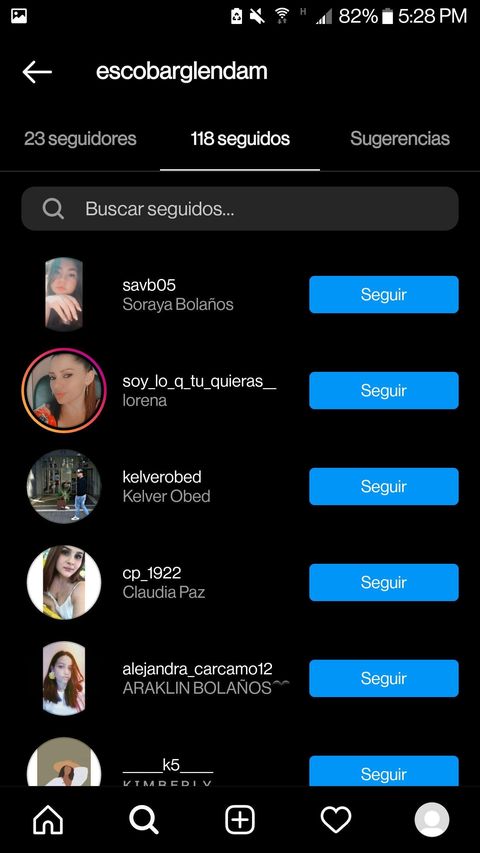 H 82% 5:28 PM
escobarglendam
23 seguidores 118 seguidos Sugerencias
Buscar seguidos...
savb05
Soraya Bolaños
Seguir
soy_lo_q_tu_quieras__
lorena
Seguir
kelverobed
Kelver Obed
Seguir
cp_1922
Claudia Paz
Seguir
alejandra_carcamo12
ARAKLIN BOLAÑOS
Seguir
_____k5____
KIMBERLY
Seguir